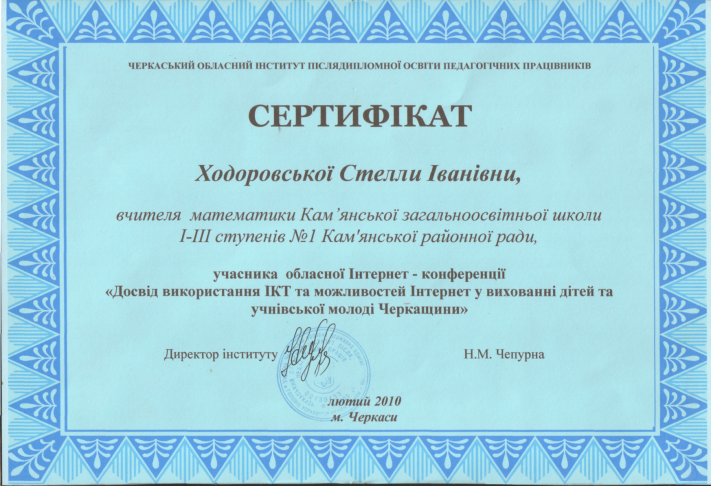 ЧЕРКАСЬКИЙ ОБЛАСНИЙ ІНСТИТУТ ПІСЛЯДИПЛОМНОЇ ОСВІТИ ПЕДАГОГІЧНИХ ПРАЦІВНИКІВ
СЕРТИФІКАТ
Ходоровської Стелли Іванівни,
вчителя математики Кам’янської загальноосвітньої школи
І-ІІІ ступенів №1 Кам'янської районної ради,
учасника обласної Інтернет - конференції
«Досвід використання ІКТ та можливостей Інтернет у вихованні дітей та
учнівської молоді Черкащини»
Директор інституту Н.М. Чепурна
лютий 2010
м. Черкаси